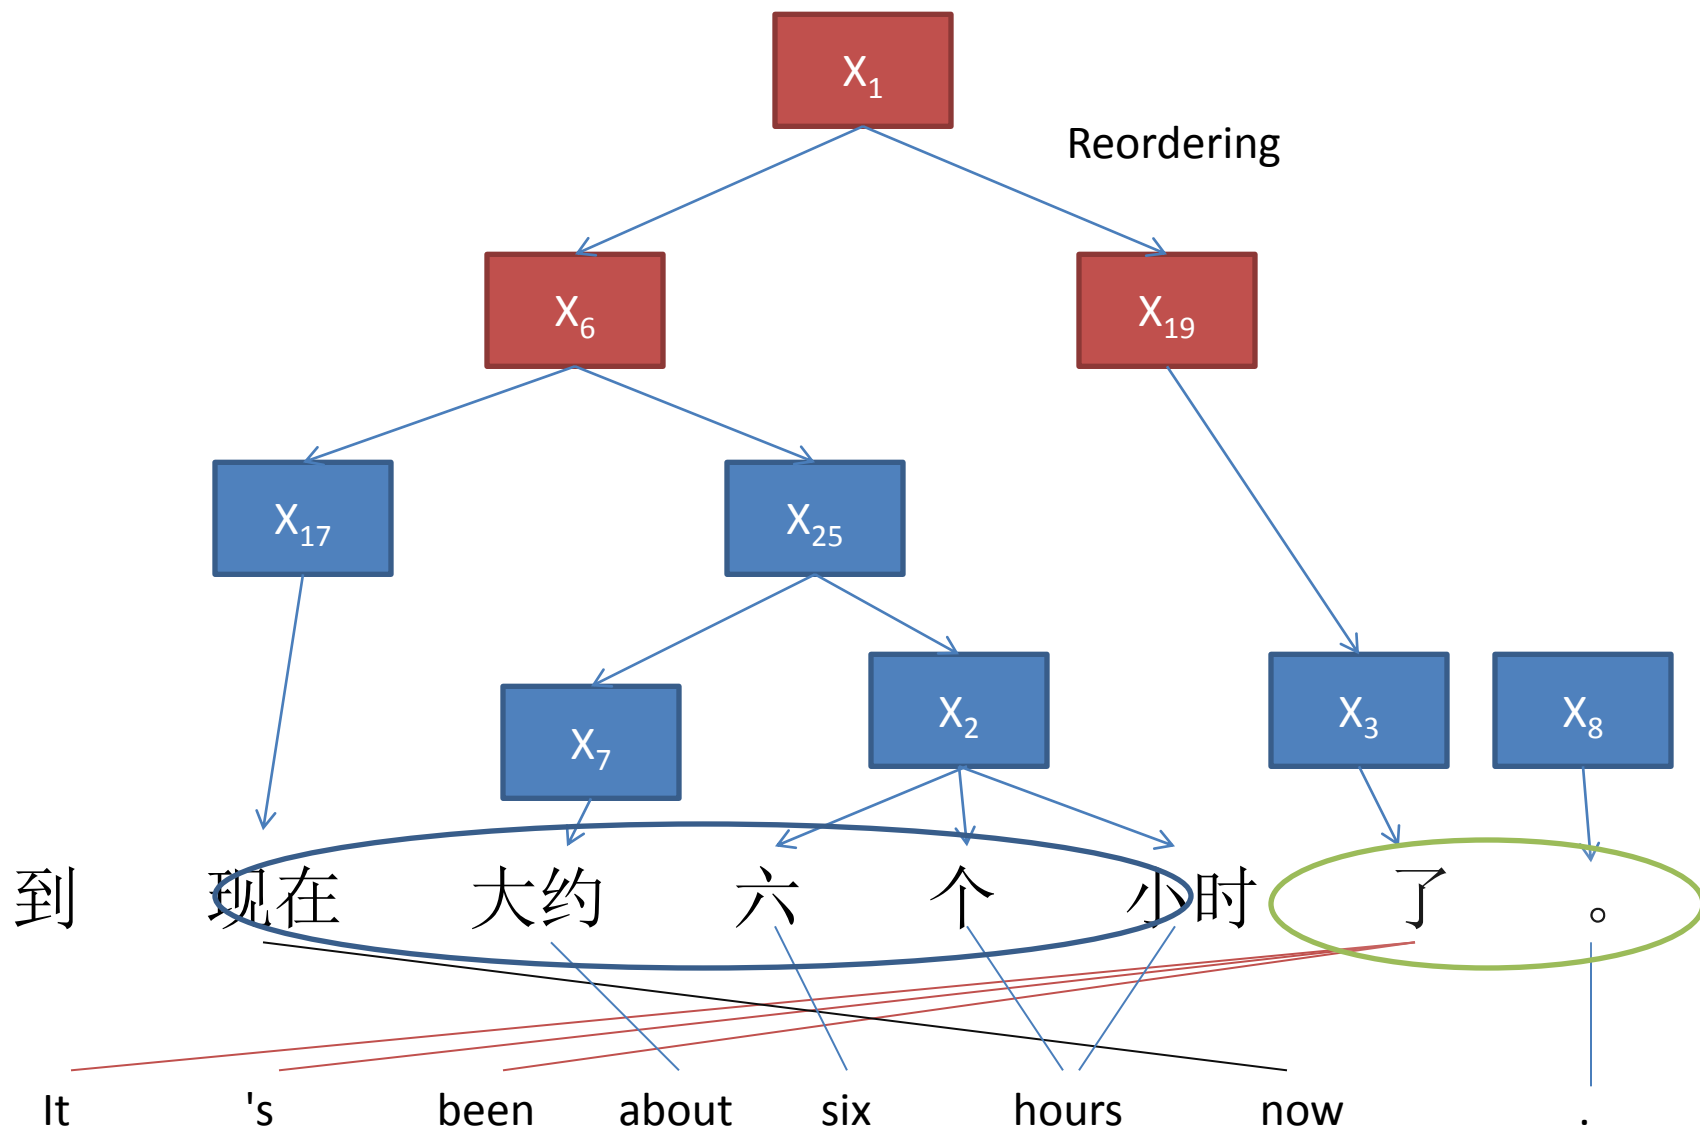 X₁
Reordering
X₆ X₁₉
X₁₇ X₂₅
X₇ X₂ X₃ X₈
到 现在 大约 六 个 小时 了 。
It 's been about six hours now .